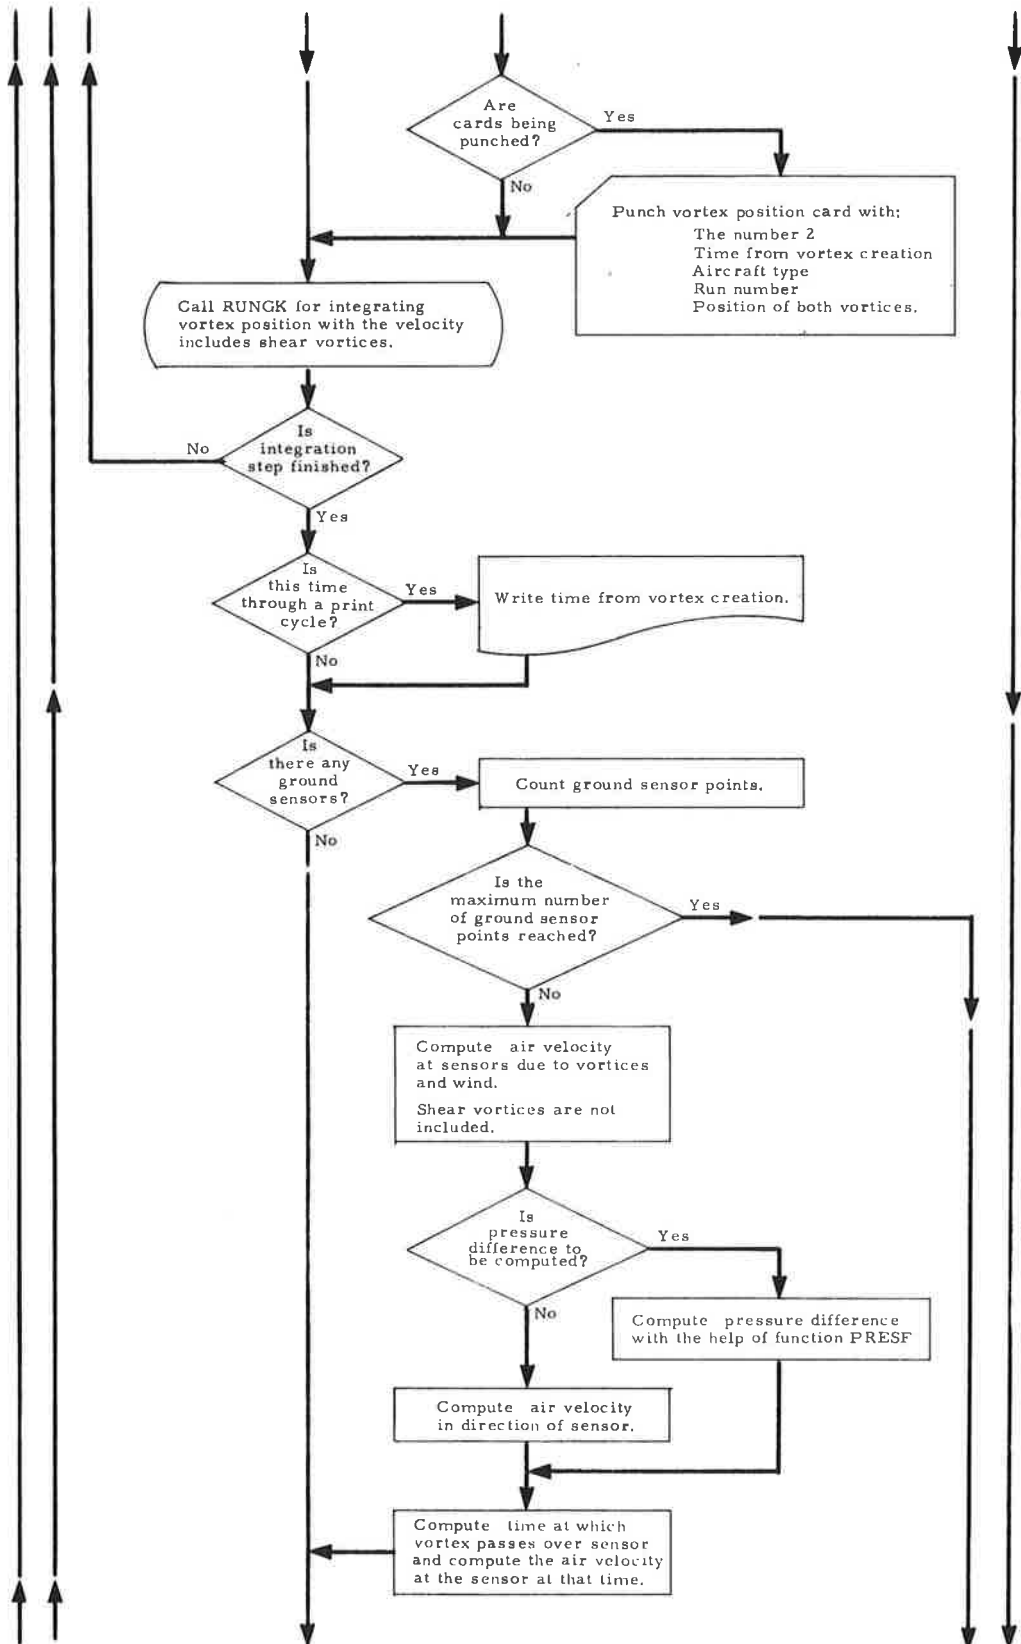 Are
cards being
punched?
Yes
No
Punch vortex position card with;
The number 2
Time from vortex creation
Aircraft type
Run number
Position of both vortices.
Call RUNGK for integrating
vortex position with the velocity
includes shear vortices.
Is
integration
step finished?
No
Yes
Is
this time
through a print
cycle?
Yes
No
Write time from vortex creation.
Is
there any
ground
sensors?
Yes
No
Count ground sensor points.
Is the
maximum number
of ground sensor
points reached?
Yes
No
Compute air velocity
at sensors due to vortices
and wind.
Shear vortices are not
included.
Is
pressure
difference to
be computed?
Yes
No
Compute pressure difference
with the help of function PRESF
Compute air velocity
in direction of sensor.
Compute time at which
vortex passes over sensor
and compute the air velocity
at the sensor at that time.